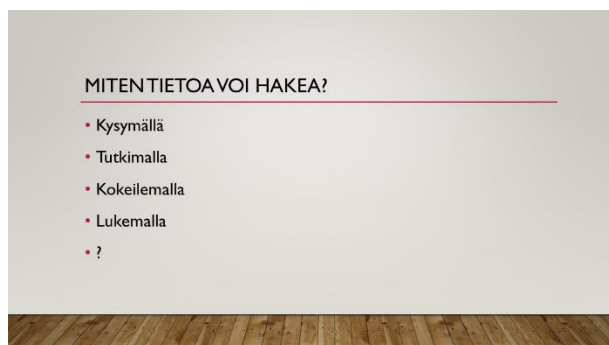 MITEN TIETOA VOI HAKEA?
• Kysymällä
• Tutkimalla
• Kokeilemalla
• Lukemalla
• ?